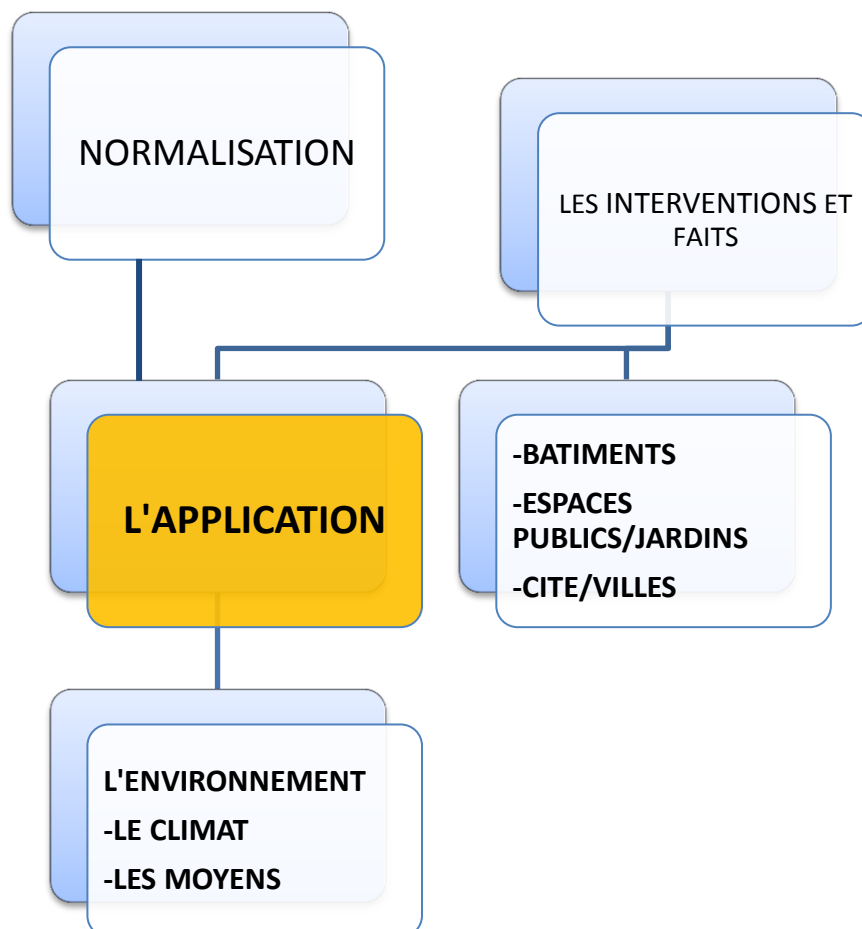 NORMALISATION
LES INTERVENTIONS ET
FAITS
L'APPLICATION
-BATIMENTS
-ESPACES
PUBLICS/JARDINS
-CITE/VILLES
L'ENVIRONNEMENT
-LE CLIMAT
-LES MOYENS